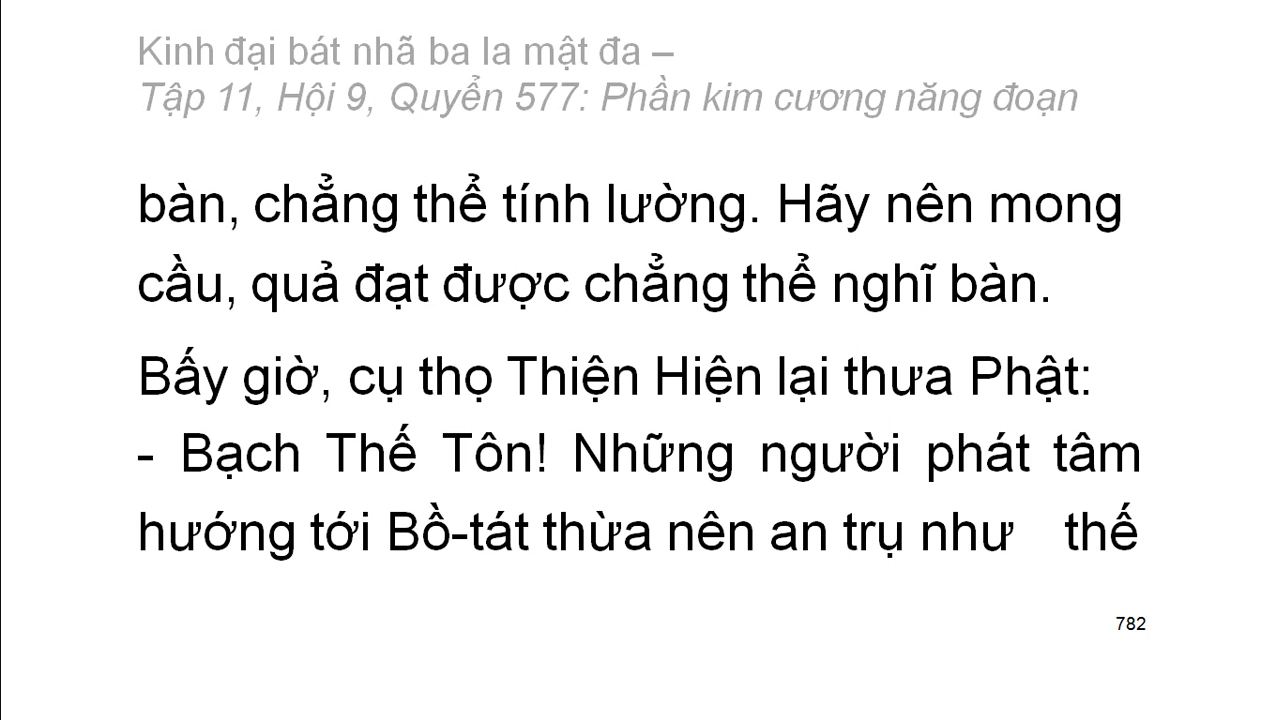 Kinh đại bát nhã ba la mật đa –
Tập 11, Hội 9, Quyển 577: Phần kim cương năng đoạn
bàn, chẳng thể tính lường. Hãy nên mong
cầu, quả đạt được chẳng thể nghĩ bàn.
Bấy giờ, cụ thọ Thiện Hiện lại thưa Phật:
- Bạch Thế Tôn! Những người phát tâm
hướng tới Bồ-tát thừa nên an trụ như thế
782